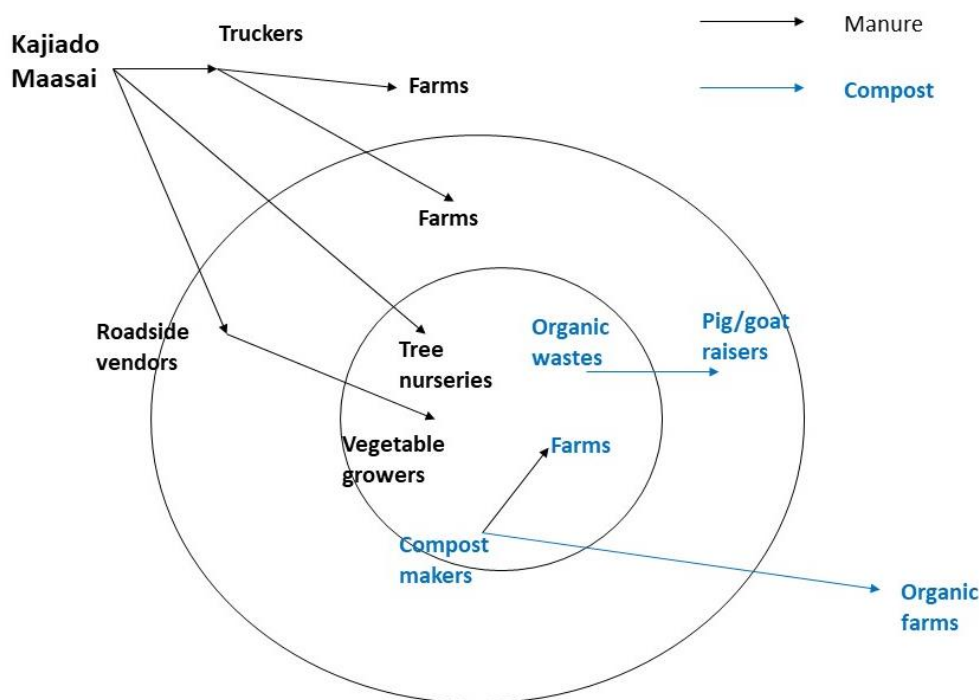 Kajiado
Maasai
Truckers
Farms
Manure
Compost
Farms
Roadside
vendors
Tree
nurseries
Organic
wastes
Pig/goat
raisers
Vegetable
growers
Farms
Compost
makers
Organic
farms